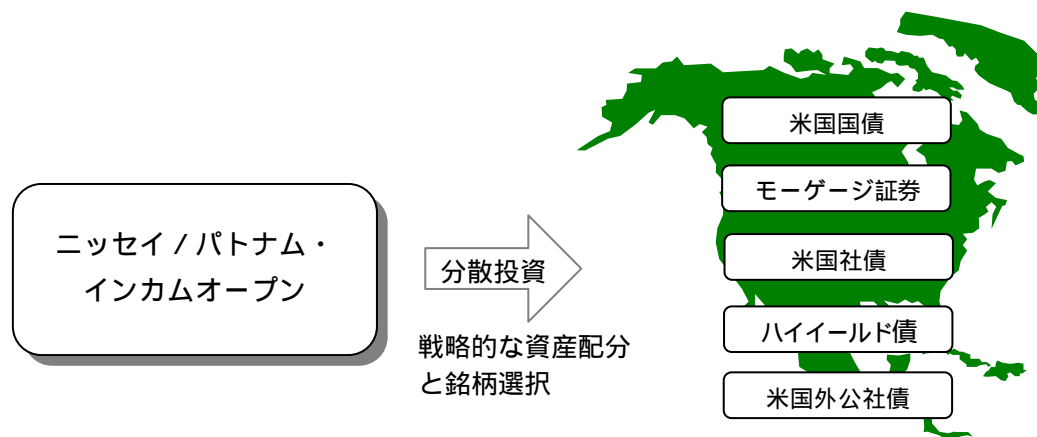 ニッセイ/パトナム・
インカムオープン
分散投資
戦略的な資産配分
と銘柄選択
米国国債
モーゲージ証券
米国社債
ハイイールド債
米国外公社債